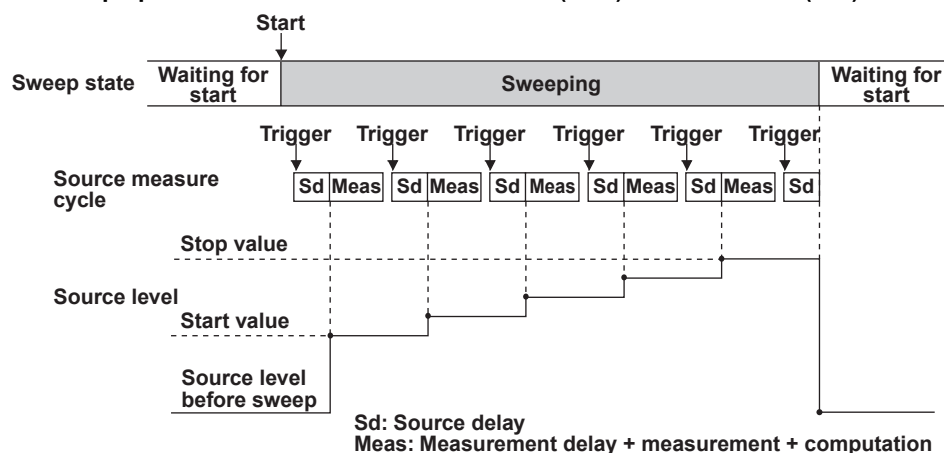 Start
Sweep state
Waiting for
start
Sweeping
Waiting for
start
Trigger Trigger Trigger Trigger Trigger Trigger
Source measure
cycle
Sd Meas Sd Meas Sd Meas Sd Meas Sd Meas Sd
Stop value
Source level
Start value
Source level
before sweep
Sd: Source delay
Meas: Measurement delay + measurement + computation